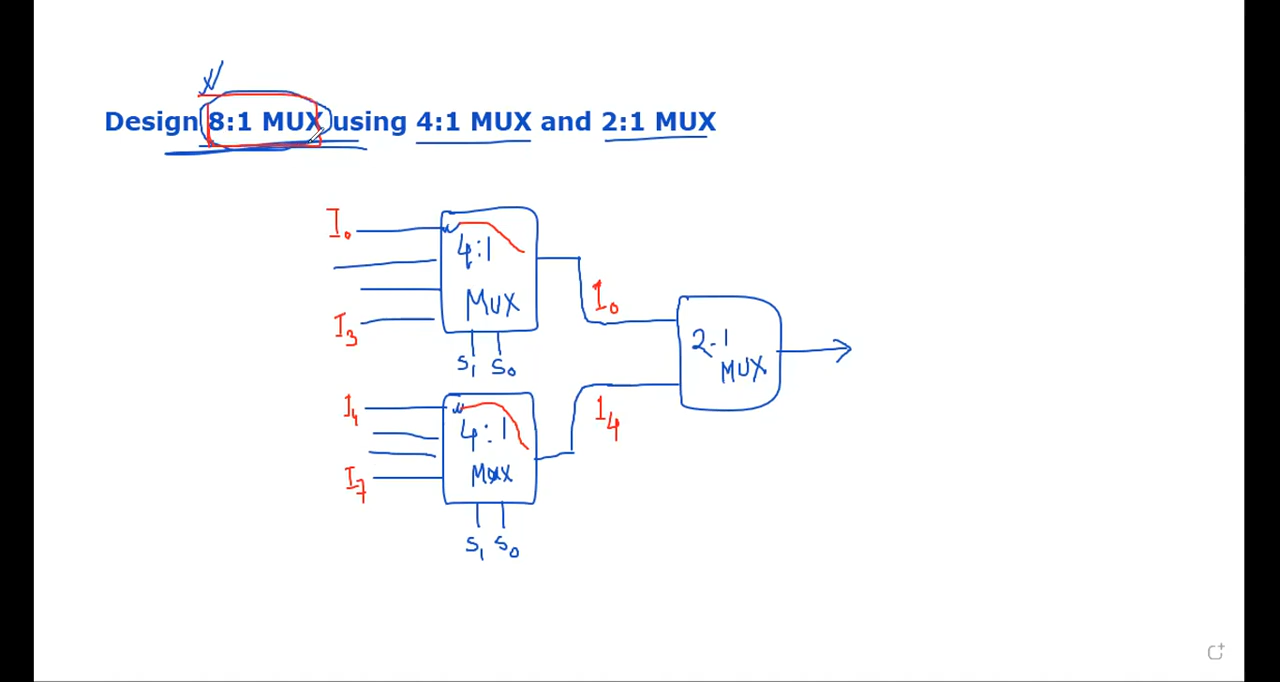 Design 8:1 MUX using 4:1 MUX and 2:1 MUX
I0
4:1
MUX
I3
S1 S0
I0
2:1
MUX
I4
4:1
MUX
I7
S1 S0
I4